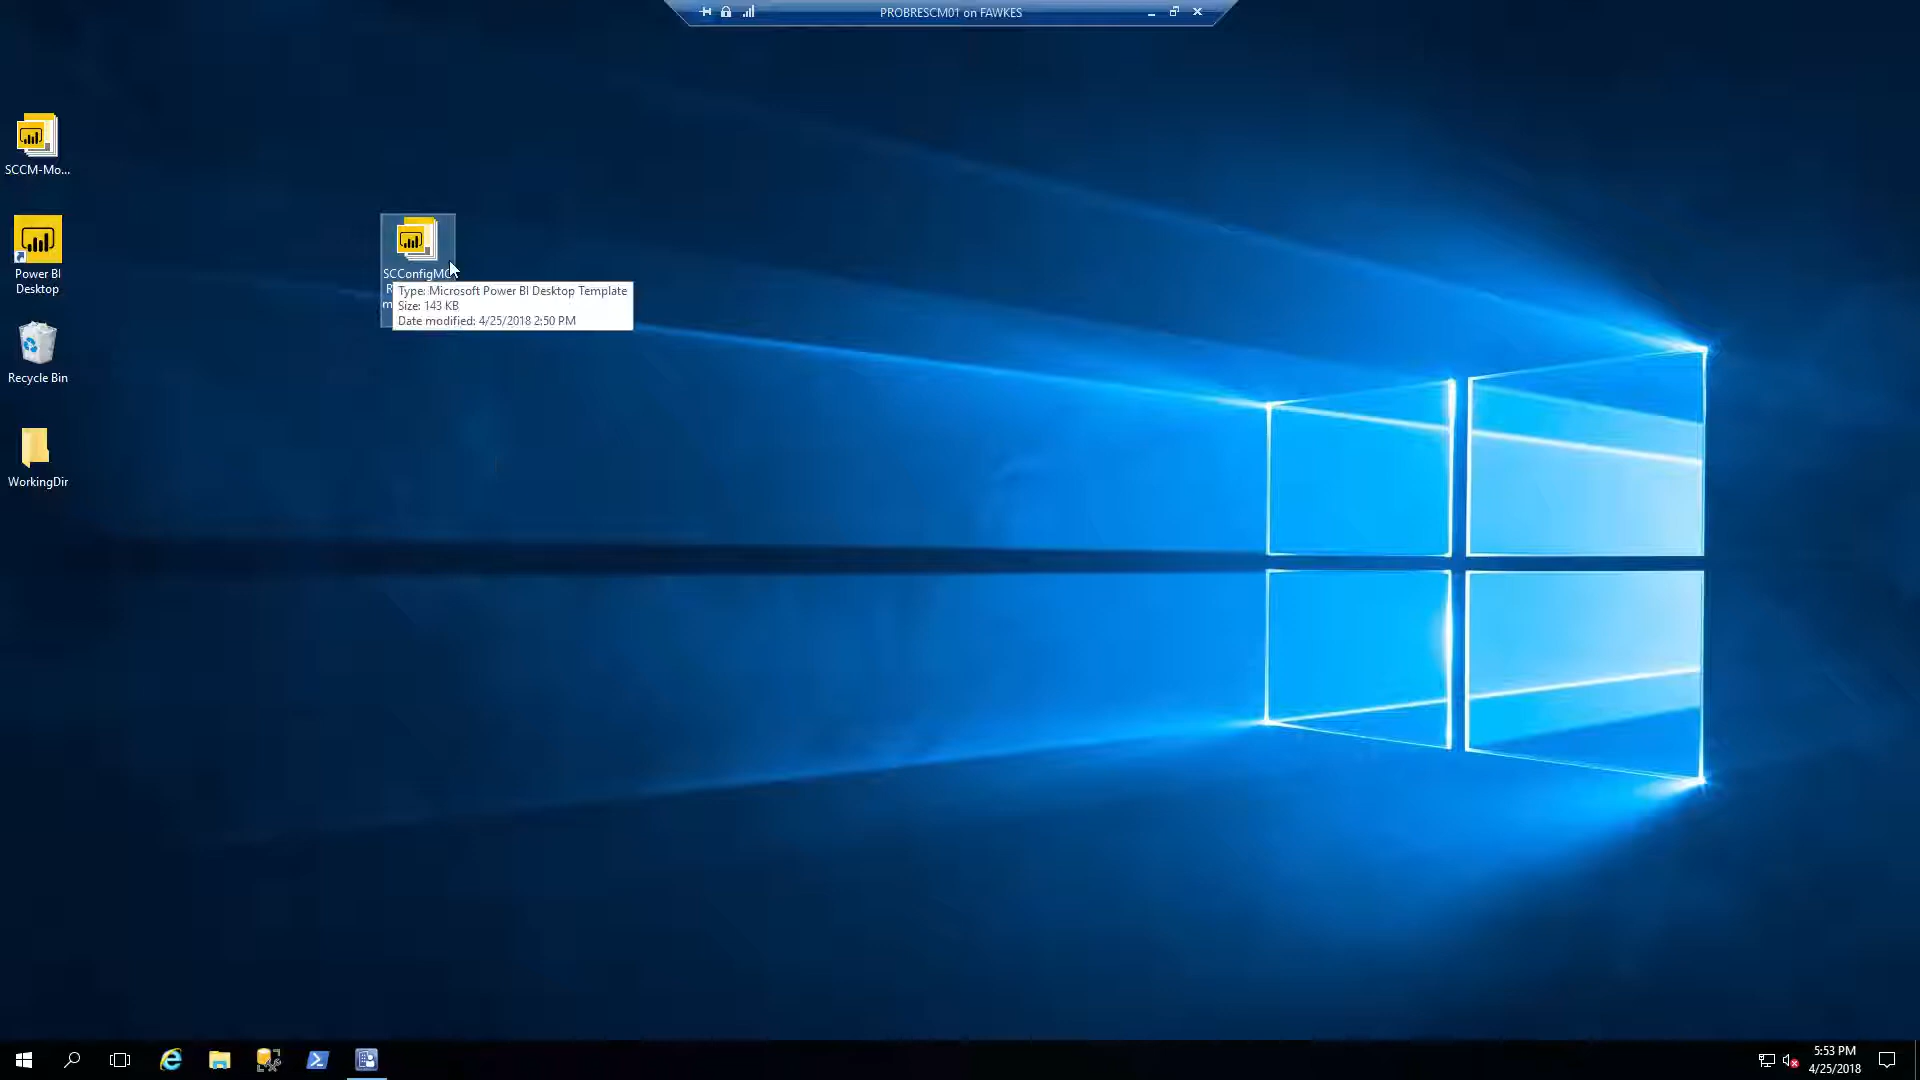 PROBRESCM01 on FAWKES
SCCM-Mo...
Power BI
Desktop
Recycle Bin
WorkingDir
Type: Microsoft Power BI Desktop Template
Size: 143 KB
Date modified: 4/25/2018 2:50 PM
5:53 PM
4/25/2018